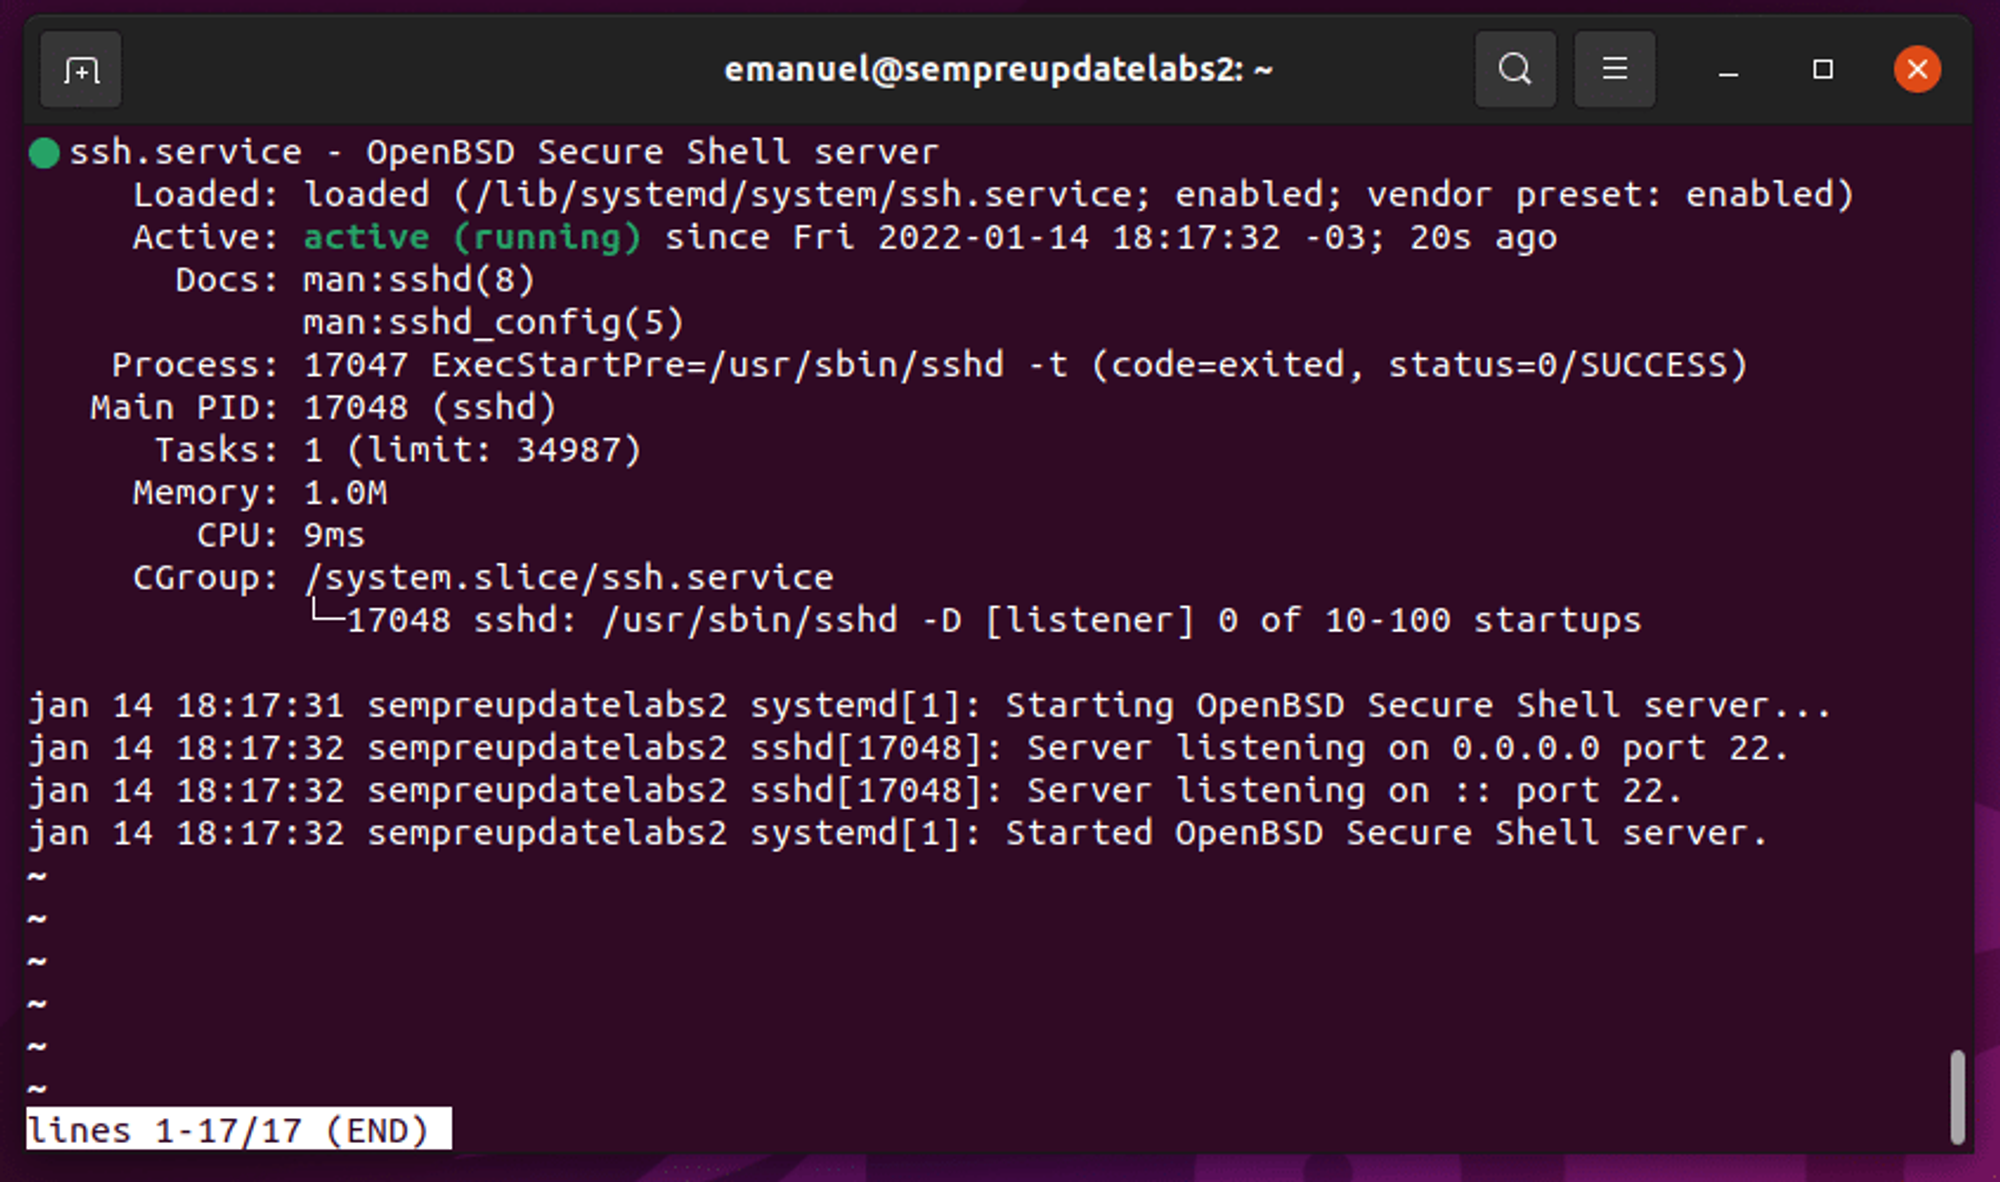 emanuel@sempreupdatelabs2: ~
● ssh.service - OpenBSD Secure Shell server
     Loaded: loaded (/lib/systemd/system/ssh.service; enabled; vendor preset: enabled)
     Active: active (running) since Fri 2022-01-14 18:17:32 -03; 20s ago
       Docs: man:sshd(8)
             man:sshd_config(5)
    Process: 17047 ExecStartPre=/usr/sbin/sshd -t (code=exited, status=0/SUCCESS)
   Main PID: 17048 (sshd)
      Tasks: 1 (limit: 34987)
     Memory: 1.0M
        CPU: 9ms
     CGroup: /system.slice/ssh.service
             └─17048 sshd: /usr/sbin/sshd -D [listener] 0 of 10-100 startups
jan 14 18:17:31 sempreupdatelabs2 systemd[1]: Starting OpenBSD Secure Shell server...
jan 14 18:17:32 sempreupdatelabs2 sshd[17048]: Server listening on 0.0.0.0 port 22.
jan 14 18:17:32 sempreupdatelabs2 sshd[17048]: Server listening on :: port 22.
jan 14 18:17:32 sempreupdatelabs2 systemd[1]: Started OpenBSD Secure Shell server.
~
~
~
~
~
~
lines 1-17/17 (END)